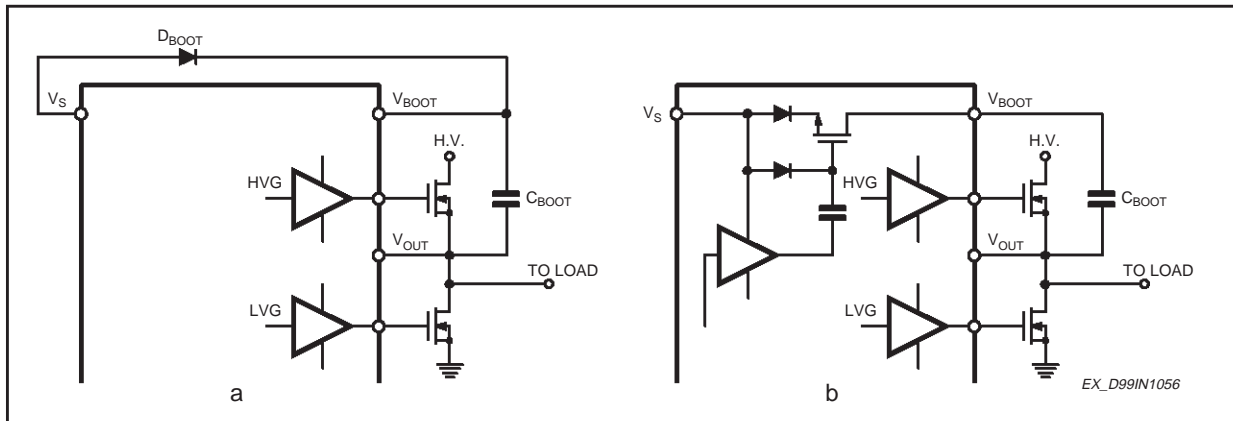 DBOOT
VS
VBOOT
H.V.
HVG
CBOOT
VOUT
TO LOAD
LVG
a
VS
VBOOT
H.V.
HVG
CBOOT
VOUT
TO LOAD
LVG
b
EX_D99IN1056